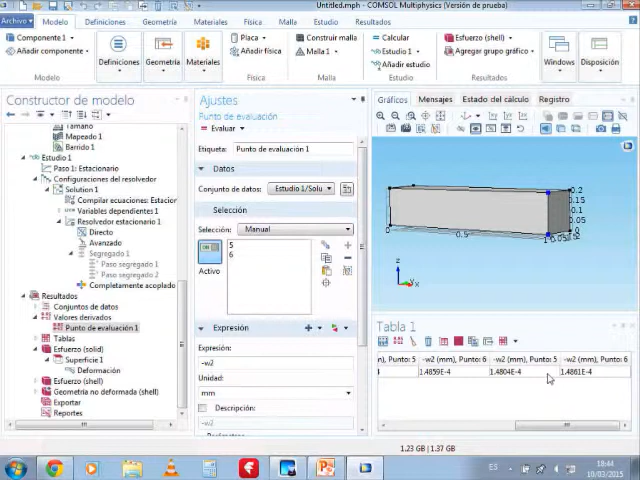 Untitled.mph - COMSOL Multiphysics (Versión de prueba)
Archivo Modelo Definiciones Geometría Materiales Física Malla Estudio Resultados
Componente 1
Añadir componente
Modelo
Definiciones
Definiciones
Geometría
Geometría
Materiales
Materiales
Placa
Añadir física
Física
Construir malla
Malla 1
Malla
Calcular
Estudio 1
Añadir estudio
Estudio
Esfuerzo (shell)
Agregar grupo gráfico
Resultados
Windows
Disposición
Disposición
Constructor de modelo
Tamaño
Mapeado 1
Barrido 1
Estudio 1
Paso 1: Estacionario
Configuraciones del resolvedor
Solution 1
Compilar ecuaciones: Estacion
Variables dependientes 1
Resolvedor estacionario 1
Directo
Avanzado
Segregado 1
Paso segregado 1
Paso segregado 2
Completamente acoplado
Resultados
Conjuntos de datos
Valores derivados
Punto de evaluación 1
Tablas
Esfuerzo (solid)
Superficie 1
Deformación
Esfuerzo (shell)
Geometría no deformada (shell)
Exportar
Reportes
Ajustes
Punto de evaluación
Evaluar
Etiqueta: Punto de evaluación 1
Datos
Conjunto de datos: Estudio 1/Solu
Selección
Selección: Manual
5
6
Activo
Expresión
Expresión:
-w2
Unidad:
mm
Descripción:
-w2
Gráficos Mensajes Estado del cálculo Registro
0.2
0.15
0.1
0.05
0
0
0.5
1
z
y
x
Tabla 1
-w2 (mm), Punto: 6 -w2 (mm), Punto: 5 -w2 (mm), Punto: 6
1.4859E-4 1.4804E-4 1.4861E-4
1.23 GB | 1.37 GB
ES
18:44
10/03/2015